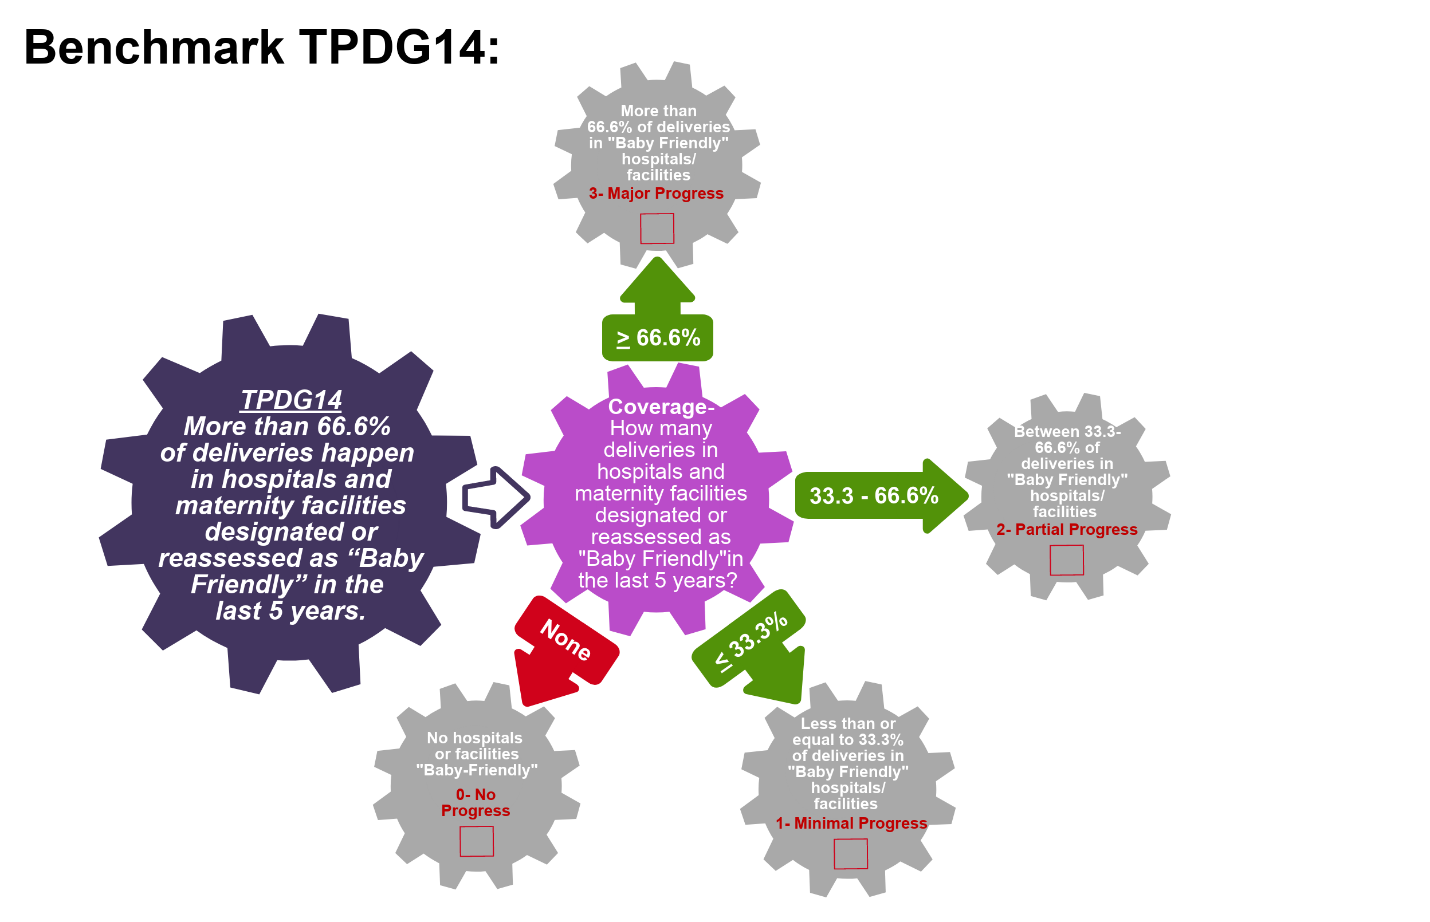 Benchmark TPDG14:
More than
66.6% of deliveries
in "Baby Friendly"
hospitals/
facilities
3- Major Progress
≥ 66.6%
TPDG14
More than 66.6%
of deliveries happen
in hospitals and
maternity facilities
designated or
reassessed as “Baby
Friendly” in the
last 5 years.
Coverage-
How many
deliveries in
hospitals and
maternity facilities
designated or
reassessed as
"Baby Friendly"in
the last 5 years?
33.3 - 66.6%
Between 33.3-
66.6% of
deliveries in
"Baby Friendly"
hospitals/
facilities
2- Partial Progress
None
≤ 33.3%
No hospitals
or facilities
"Baby-Friendly"
0- No
Progress
Less than or
equal to 33.3%
of deliveries in
"Baby Friendly"
hospitals/
facilities
1- Minimal Progress